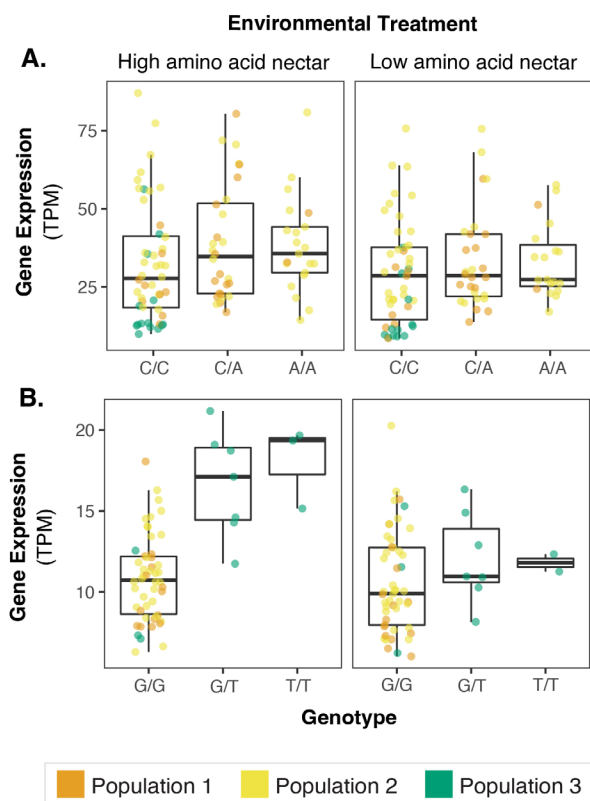 Environmental Treatment
A. High amino acid nectar Low amino acid nectar
Gene Expression
(TPM)
75
50
25
C/C C/A A/A C/C C/A A/A
B.
Gene Expression
(TPM)
20
15
10
G/G G/T T/T G/G G/T T/T
Genotype
Population 1 Population 2 Population 3